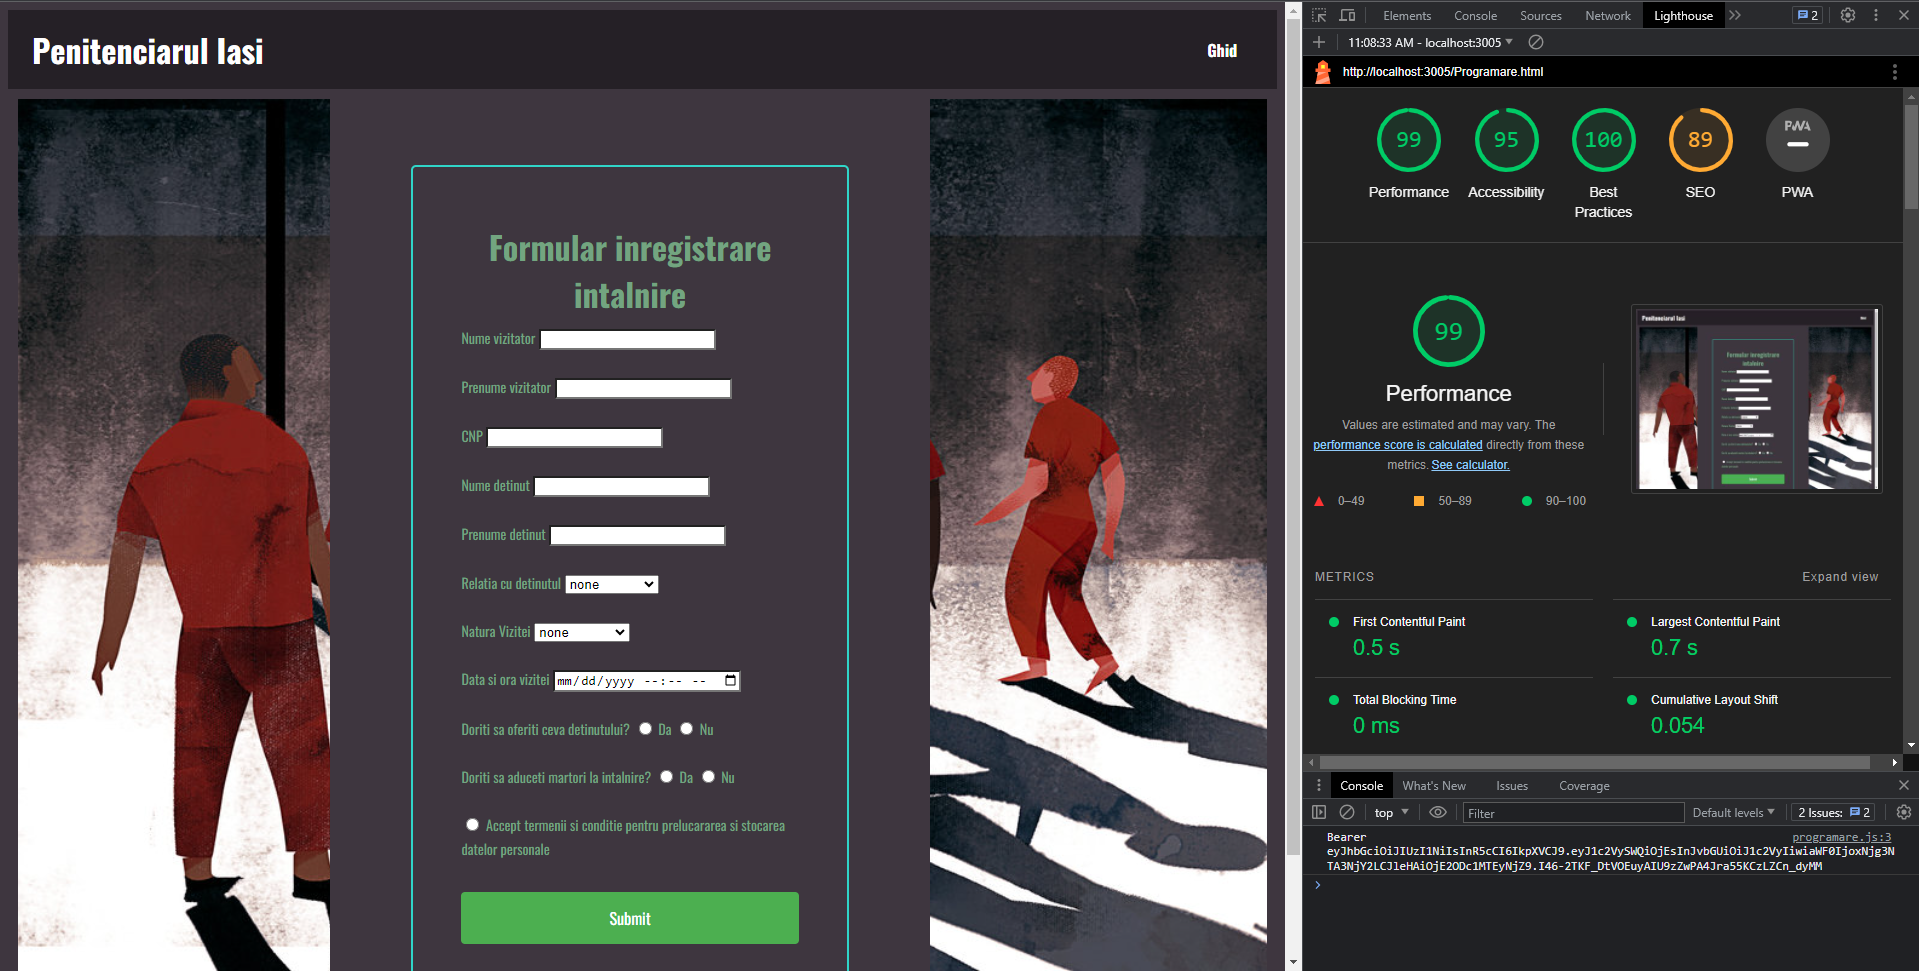 Penitenciarul Iasi
Ghid
Formular inregistrare
intalnire
Nume vizitator
Prenume vizitator
CNP
Nume detinut
Prenume detinut
Relatia cu detinutul none
Natura Vizitei none
Data si ora vizitei mm/dd/yyyy --:-- --
Doriti sa oferiti ceva detinutului? Da Nu
Doriti sa aduceti martori la intalnire? Da Nu
Accept termenii si conditie pentru prelucararea si stocarea
datelor personale
Submit
Elements Console Sources Network Lighthouse 2
11:08:33 AM - localhost:3005
http://localhost:3005/Programare.html
99 95 100 89 PWA
Performance Accessibility Best SEO PWA
Practices
99
Performance
Values are estimated and may vary. The
performance score is calculated directly from these
metrics. See calculator.
0–49 50–89 90–100
Penitenciarul Iasi
Formular inregistrare
intalnire
METRICS Expand view
First Contentful Paint Largest Contentful Paint
0.5 s 0.7 s
Total Blocking Time Cumulative Layout Shift
0 ms 0.054
Console What's New Issues Coverage
top Filter Default levels 2 Issues: 2
Bearer programare.js:3